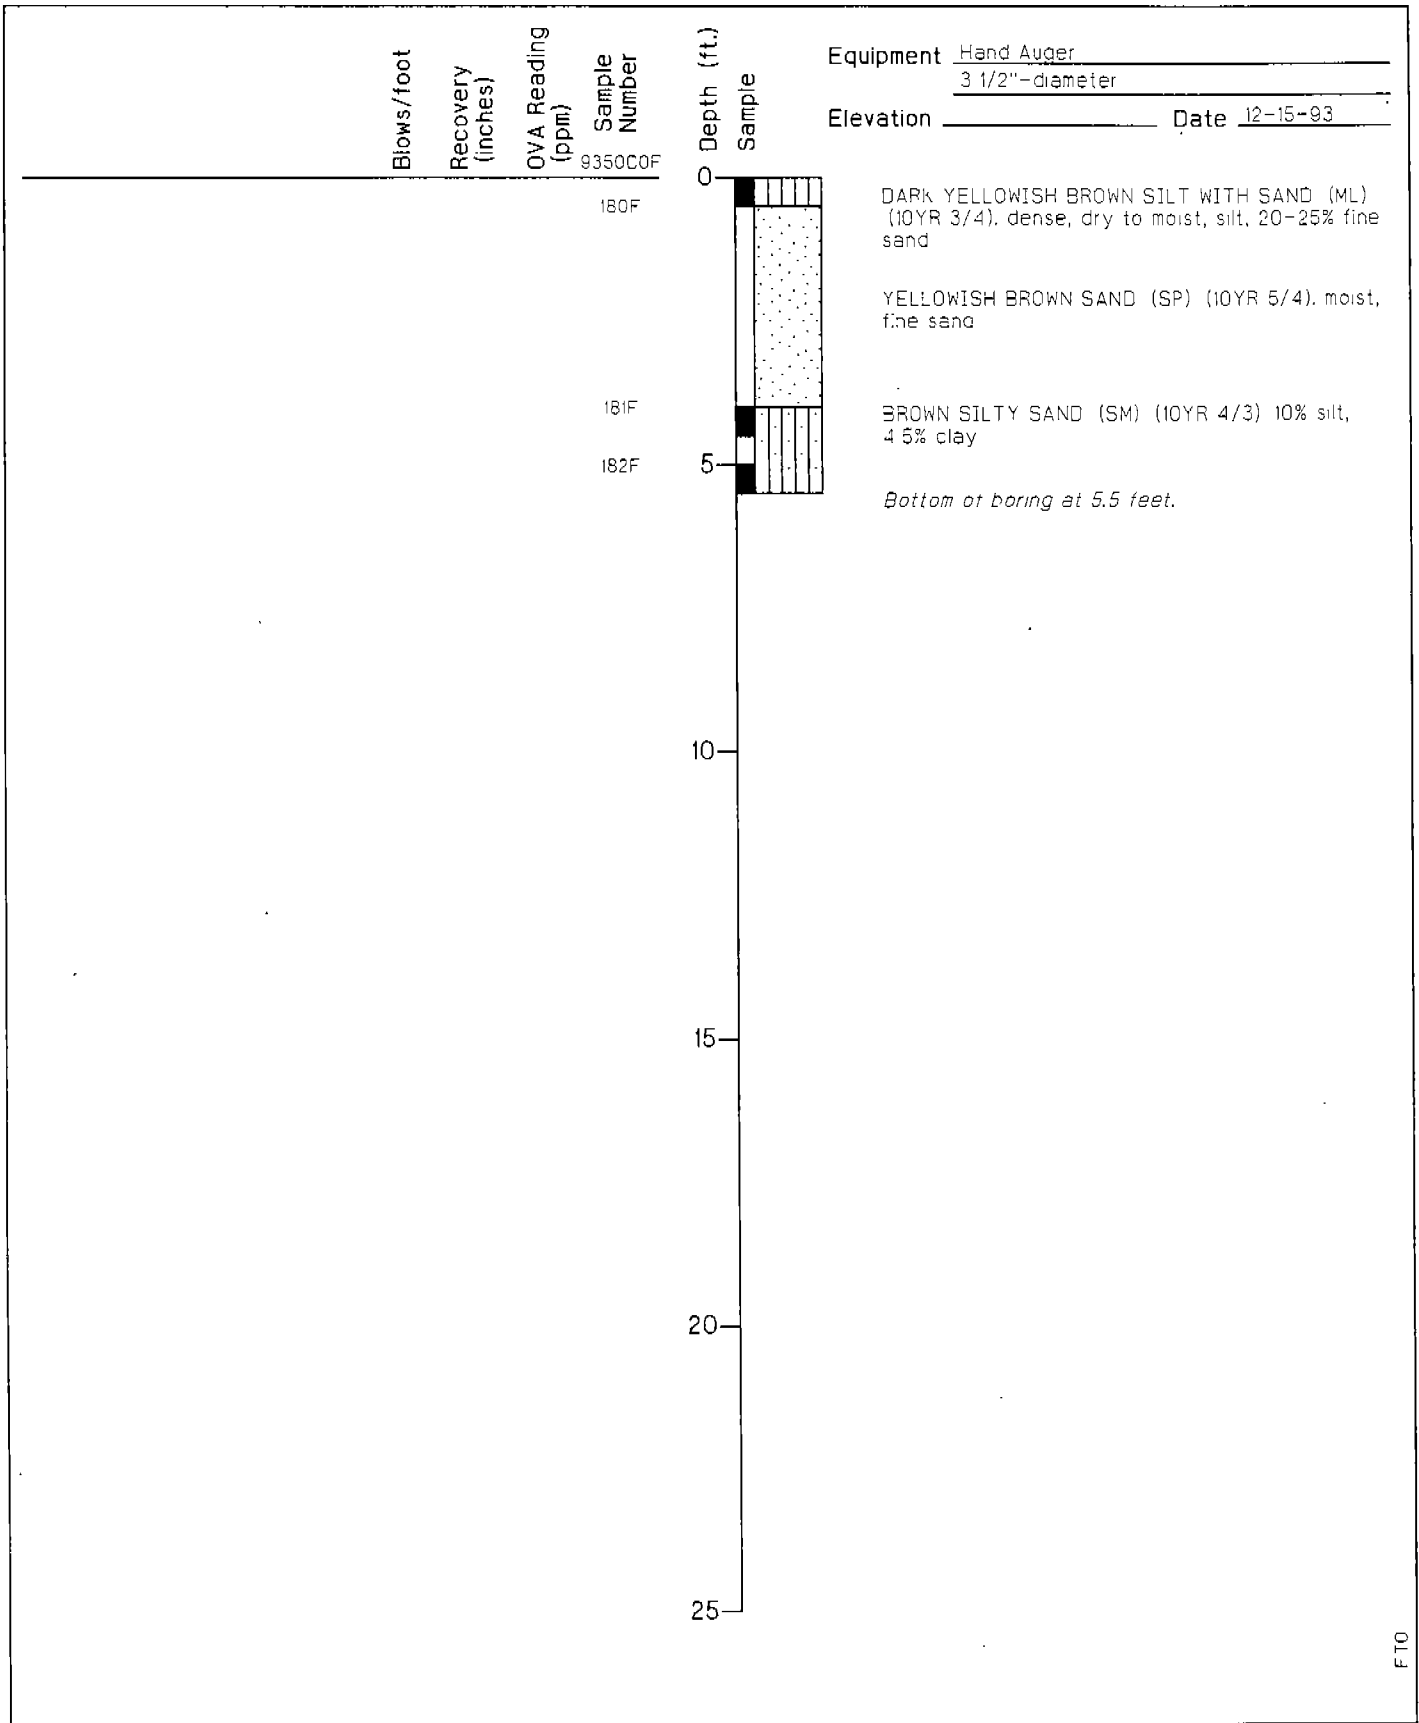 Blows/foot
Recovery
(inches)
OVA Reading
(ppm)
Sample
Number
9350C0F
Depth (ft.)
Sample
Equipment Hand Auger
3 1/2"-diameter
Elevation Date 12-15-93
0
180F
DARK YELLOWISH BROWN SILT WITH SAND (ML)
(10YR 3/4). dense, dry to moist, silt, 20-25% fine
sand
YELLOWISH BROWN SAND (SP) (10YR 5/4). moist,
fine sand
181F
BROWN SILTY SAND (SM) (10YR 4/3) 10% silt,
4 5% clay
182F
5
Bottom of boring at 5.5 feet.
10
15
20
25
FTO